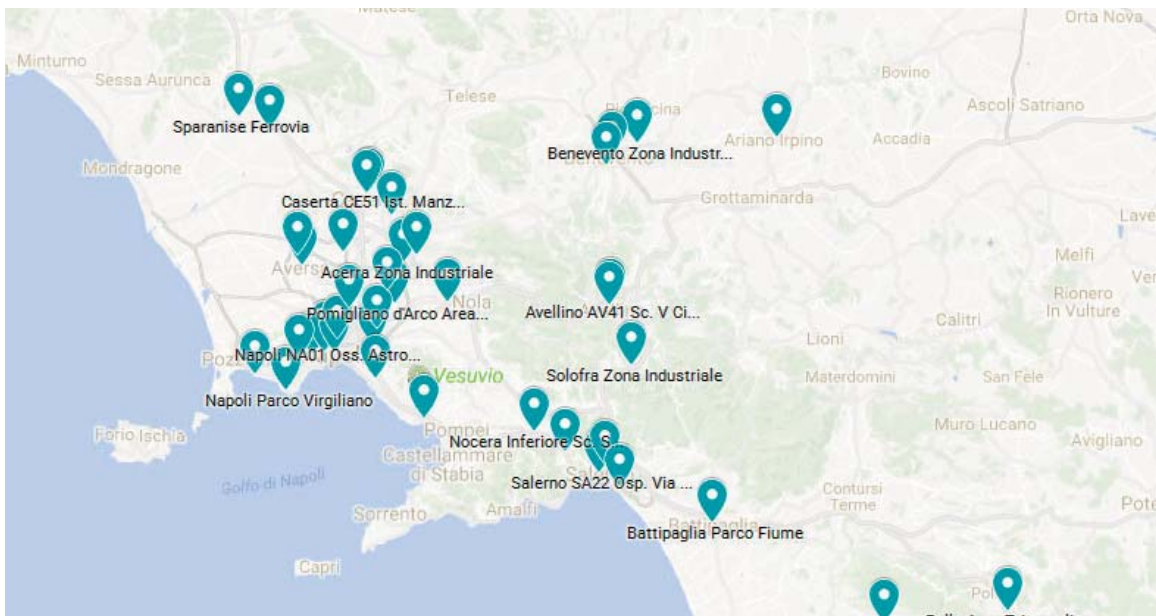 Matese
Orta Nova
Minturno
Sessa Aurunca
Bovino
Telese
Ascoli Satriano
Sparanise Ferrovia
Ariano Irpino
Accadia
Benevento Zona Industr...
Mondragone
Grottaminarda
Caserta CE51 Ist. Manz...
Melfi
Acerra Zona Industriale
Nola
Rionero
in Vulture
Pomigliano d'Arco Area...
Avellino AV41 Sc. V Ci...
Calitri
Lioni
Napoli NA01 Oss. Astro...
Vesuvio
Solofra Zona Industriale
Materdomini
San Fele
Napoli Parco Virgiliano
Muro Lucano
Forio Ischia
Pompei
Nocera Inferiore Sc. S...
Avigliano
Castellammare
di Stabia
Golfo di Napoli
Salerno SA22 Osp. Via ...
Contursi
Terme
Sorrento
Amalfi
Battipaglia
Battipaglia Parco Fiume
Capri